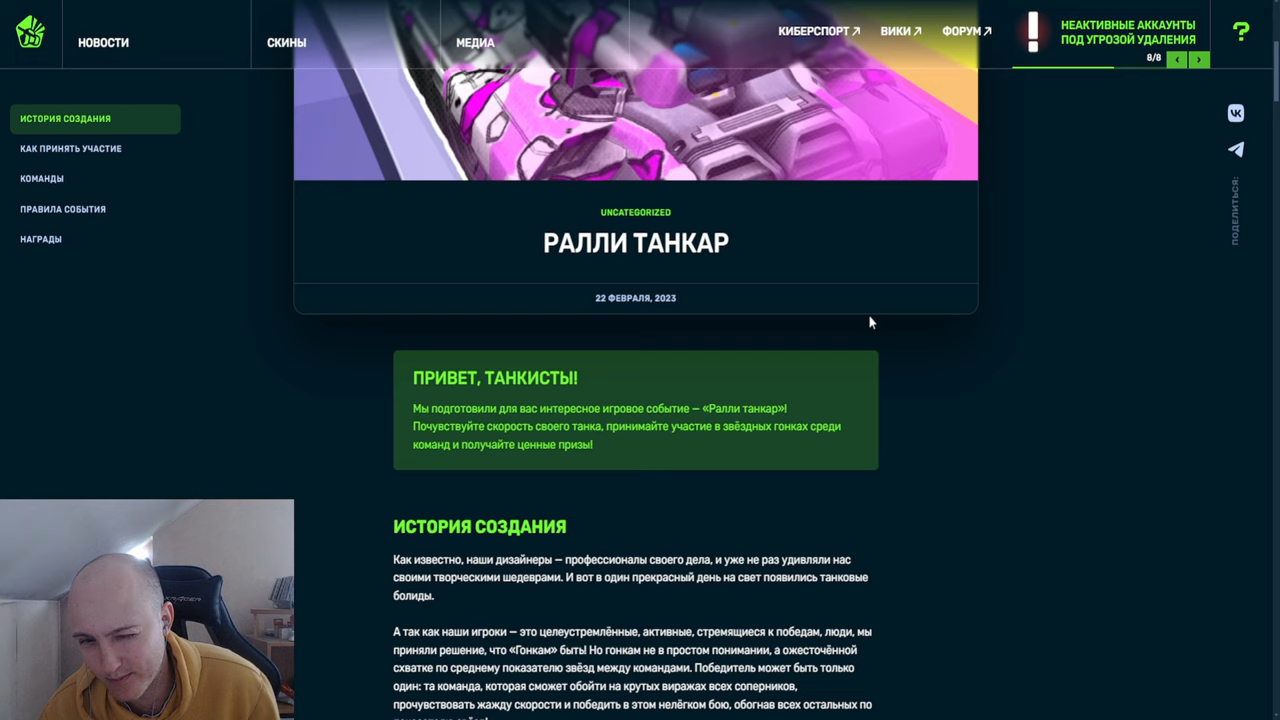 НОВОСТИ
СКИНЫ
МЕДИА
КИБЕРСПОРТ
ВИКИ
ФОРУМ
НЕАКТИВНЫЕ АККАУНТЫ
ПОД УГРОЗОЙ УДАЛЕНИЯ
8/8
?
ИСТОРИЯ СОЗДАНИЯ
КАК ПРИНЯТЬ УЧАСТИЕ
КОМАНДЫ
ПРАВИЛА СОБЫТИЯ
НАГРАДЫ
ПОДЕЛИТЬСЯ:
UNCATEGORIZED
РАЛЛИ ТАНКАР
22 ФЕВРАЛЯ, 2023
ПРИВЕТ, ТАНКИСТЫ!
Мы подготовили для вас интересное игровое событие — «Ралли танкар»!
Почувствуйте скорость своего танка, принимайте участие в звёздных гонках среди
команд и получайте ценные призы!
ИСТОРИЯ СОЗДАНИЯ
Как известно, наши дизайнеры — профессионалы своего дела, и уже не раз удивляли нас
своими творческими шедеврами. И вот в один прекрасный день на свет появились танковые
болиды.
А так как наши игроки — это целеустремлённые, активные, стремящиеся к победам, люди, мы
приняли решение, что «Гонкам» быть! Но гонкам не в простом понимании, а ожесточённой
схватке по среднему показателю звёзд между командами. Победитель может быть только
один: та команда, которая сможет обойти на крутых виражах всех соперников,
прочувствовать жажду скорости и победить в этом нелёгком бою, обогнав всех остальных по